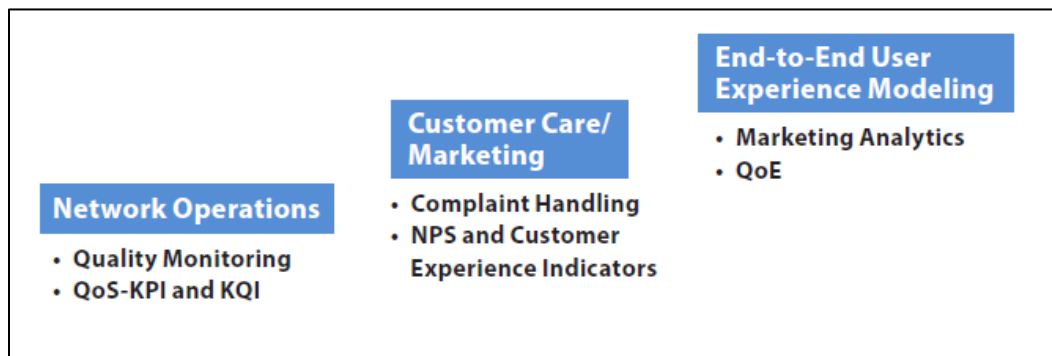 Network Operations
• Quality Monitoring
• QoS-KPI and KQI
Customer Care/
Marketing
• Complaint Handling
• NPS and Customer
Experience Indicators
End-to-End User
Experience Modeling
• Marketing Analytics
• QoE